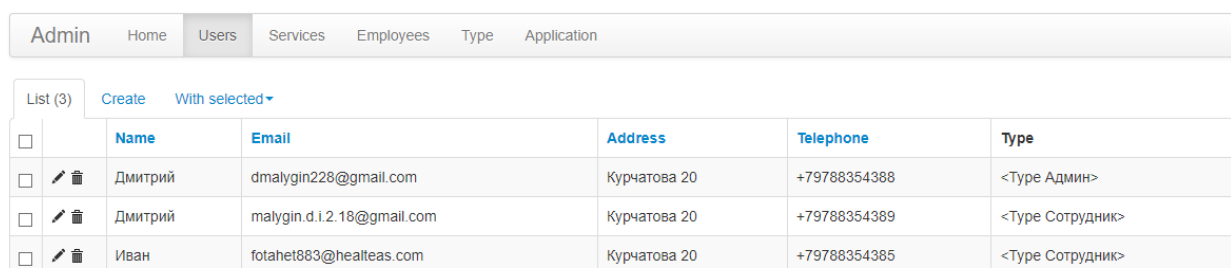 Admin Home Users Services Employees Type Application
List (3) Create With selected
Name Email Address Telephone Type
Дмитрий dmalygin228@gmail.com Курчатова 20 +79788354388 <Type Админ>
Дмитрий malygin.d.i.2.18@gmail.com Курчатова 20 +79788354389 <Type Сотрудник>
Иван fotahet883@healteas.com Курчатова 20 +79788354385 <Type Сотрудник>